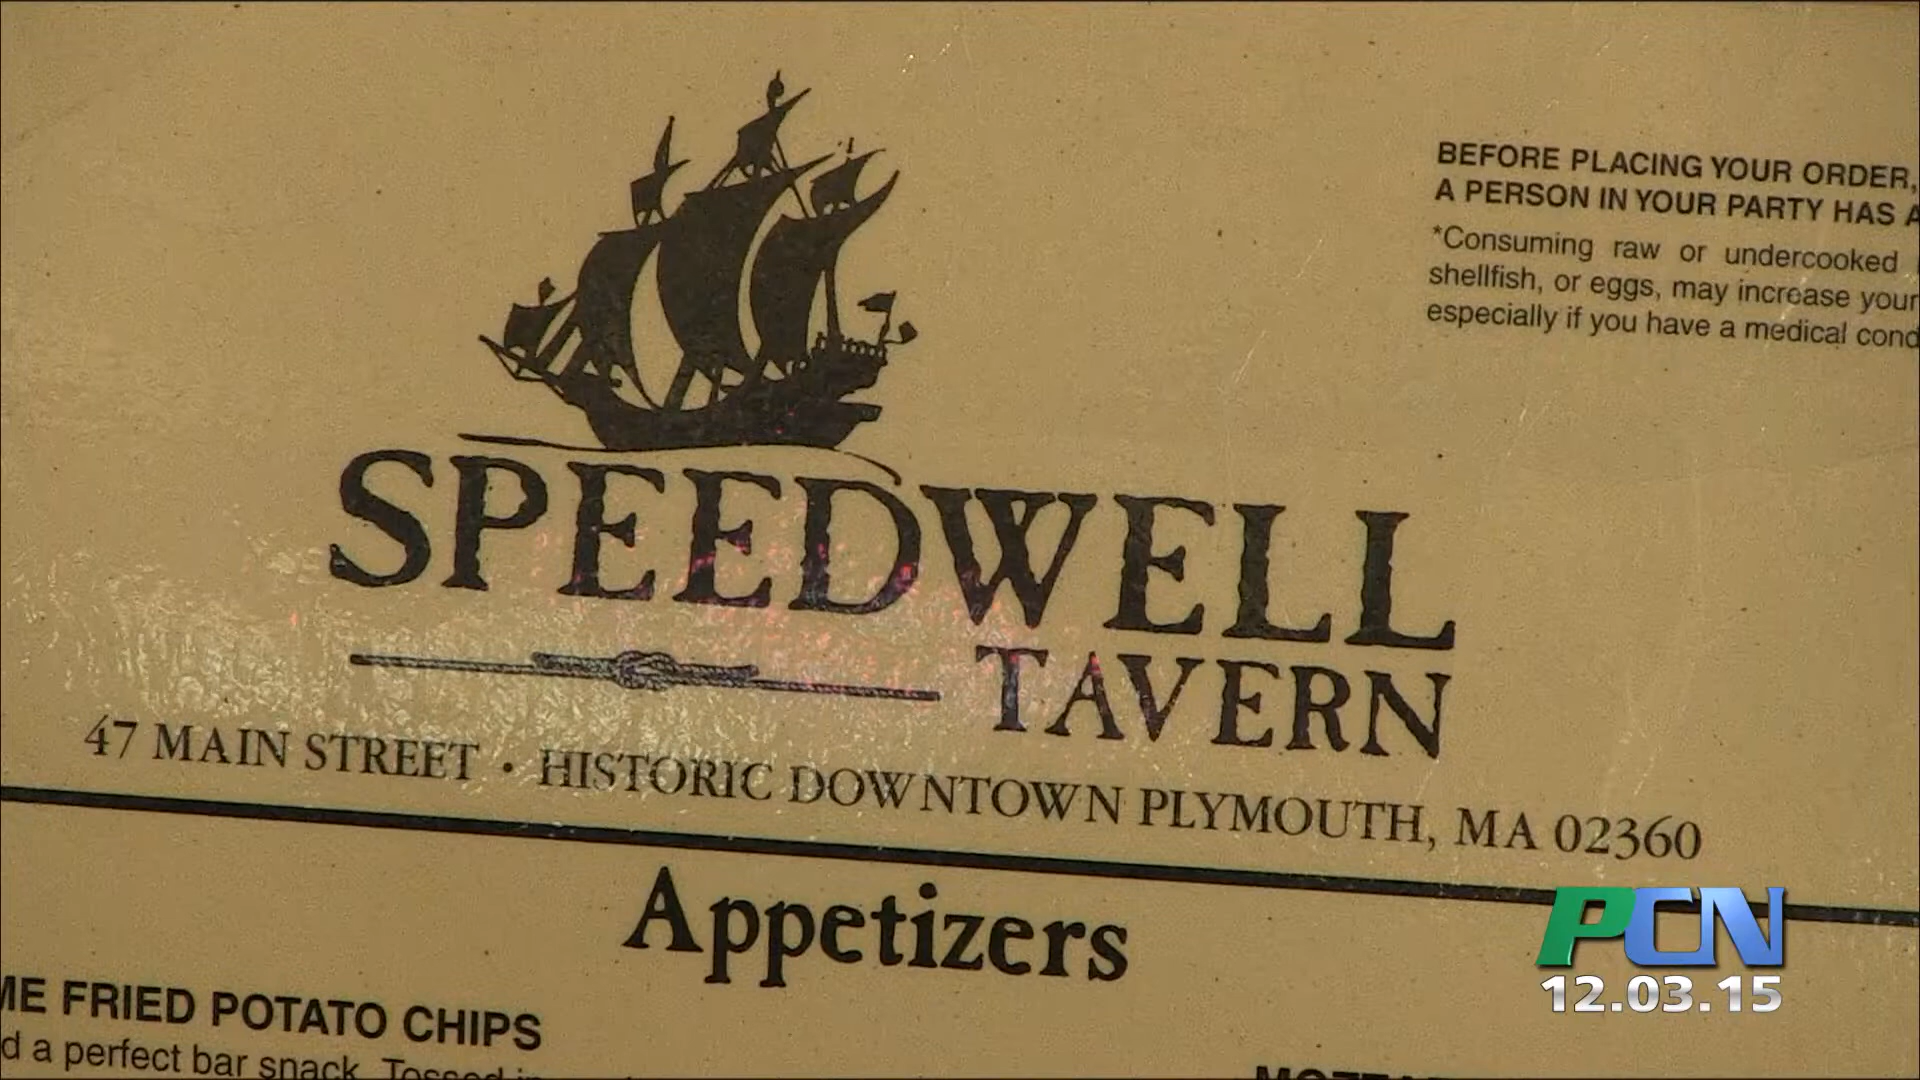 BEFORE PLACING YOUR ORDER,
A PERSON IN YOUR PARTY HAS A
*Consuming raw or undercooked
shellfish, or eggs, may increase your
especially if you have a medical cond
SPEEDWELL
TAVERN
47 MAIN STREET • HISTORIC DOWNTOWN PLYMOUTH, MA 02360
Appetizers
ME FRIED POTATO CHIPS
d a perfect bar snack. Tossed in
PCN
12.03.15